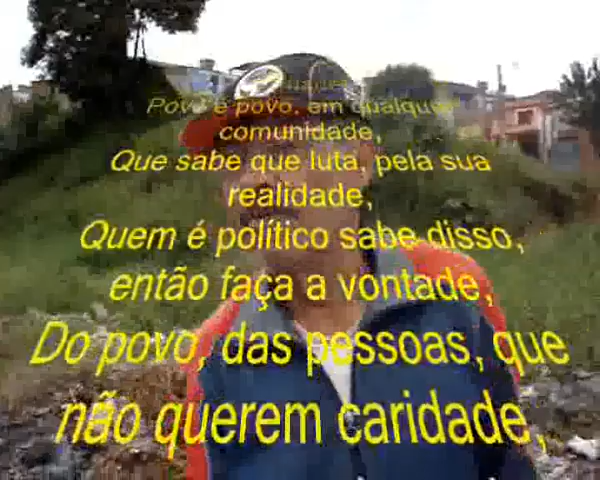 Povo é povo, em qualquer
comunidade,
Que sabe que luta, pela sua
realidade,
Quem é político sabe disso,
então faça a vontade,
Do povo, das pessoas, que
não querem caridade,